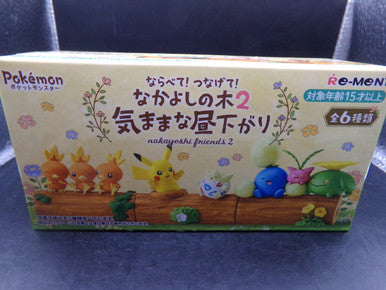 Pokémon
ポケットモンスター
ならべて!つなげて!
なかよしの木2
気ままな昼下がり
nakayoshi friends 2
Re-MeNT
対象年齢15才以上
全6種類